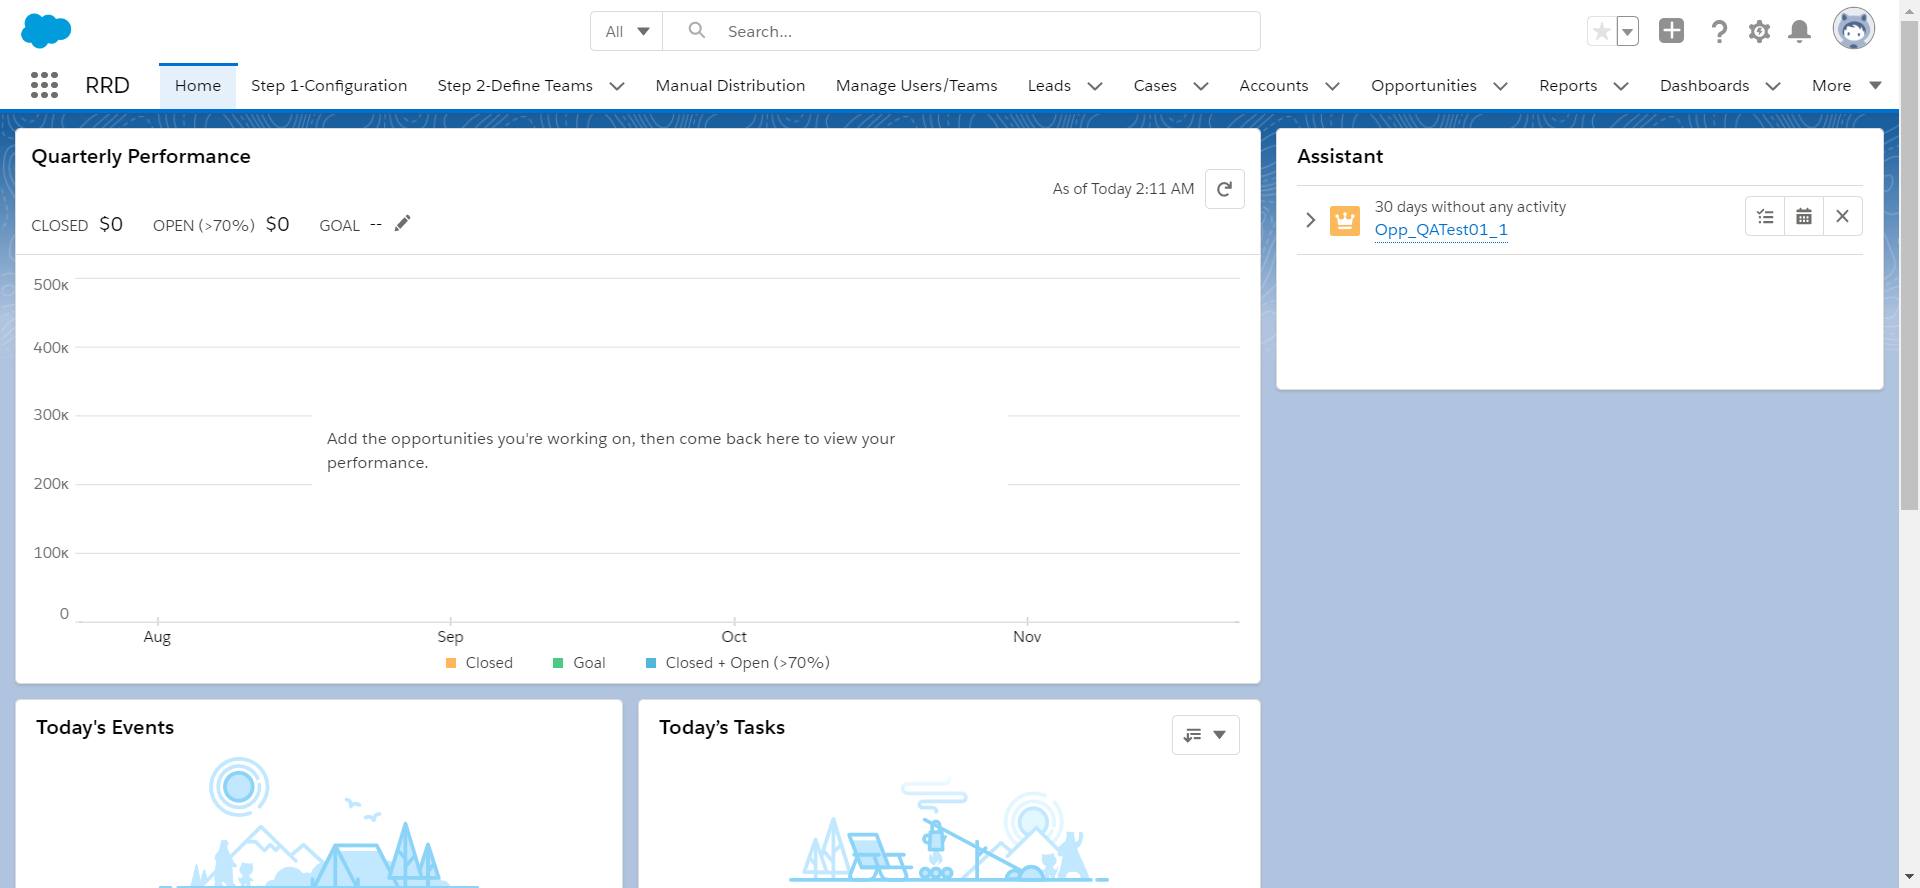 All
Search...
RRD
Home
Step 1-Configuration
Step 2-Define Teams
Manual Distribution
Manage Users/Teams
Leads
Cases
Accounts
Opportunities
Reports
Dashboards
More
Quarterly Performance
As of Today 2:11 AM
CLOSED $0 OPEN (>70%) $0 GOAL --
500K
400K
300K
200K
100K
0
Add the opportunities you're working on, then come back here to view your
performance.
Aug Sep Oct Nov
Closed Goal Closed + Open (>70%)
Assistant
30 days without any activity
Opp_QATest01_1
Today's Events
Today’s Tasks